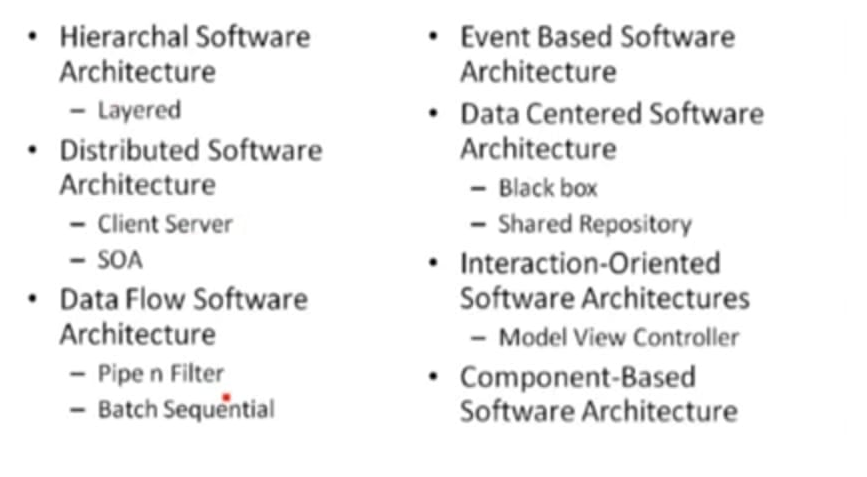 • Hierarchal Software
Architecture
– Layered
• Distributed Software
Architecture
– Client Server
– SOA
• Data Flow Software
Architecture
– Pipe n Filter
– Batch Sequential
• Event Based Software
Architecture
• Data Centered Software
Architecture
– Black box
– Shared Repository
• Interaction-Oriented
Software Architectures
– Model View Controller
• Component-Based
Software Architecture